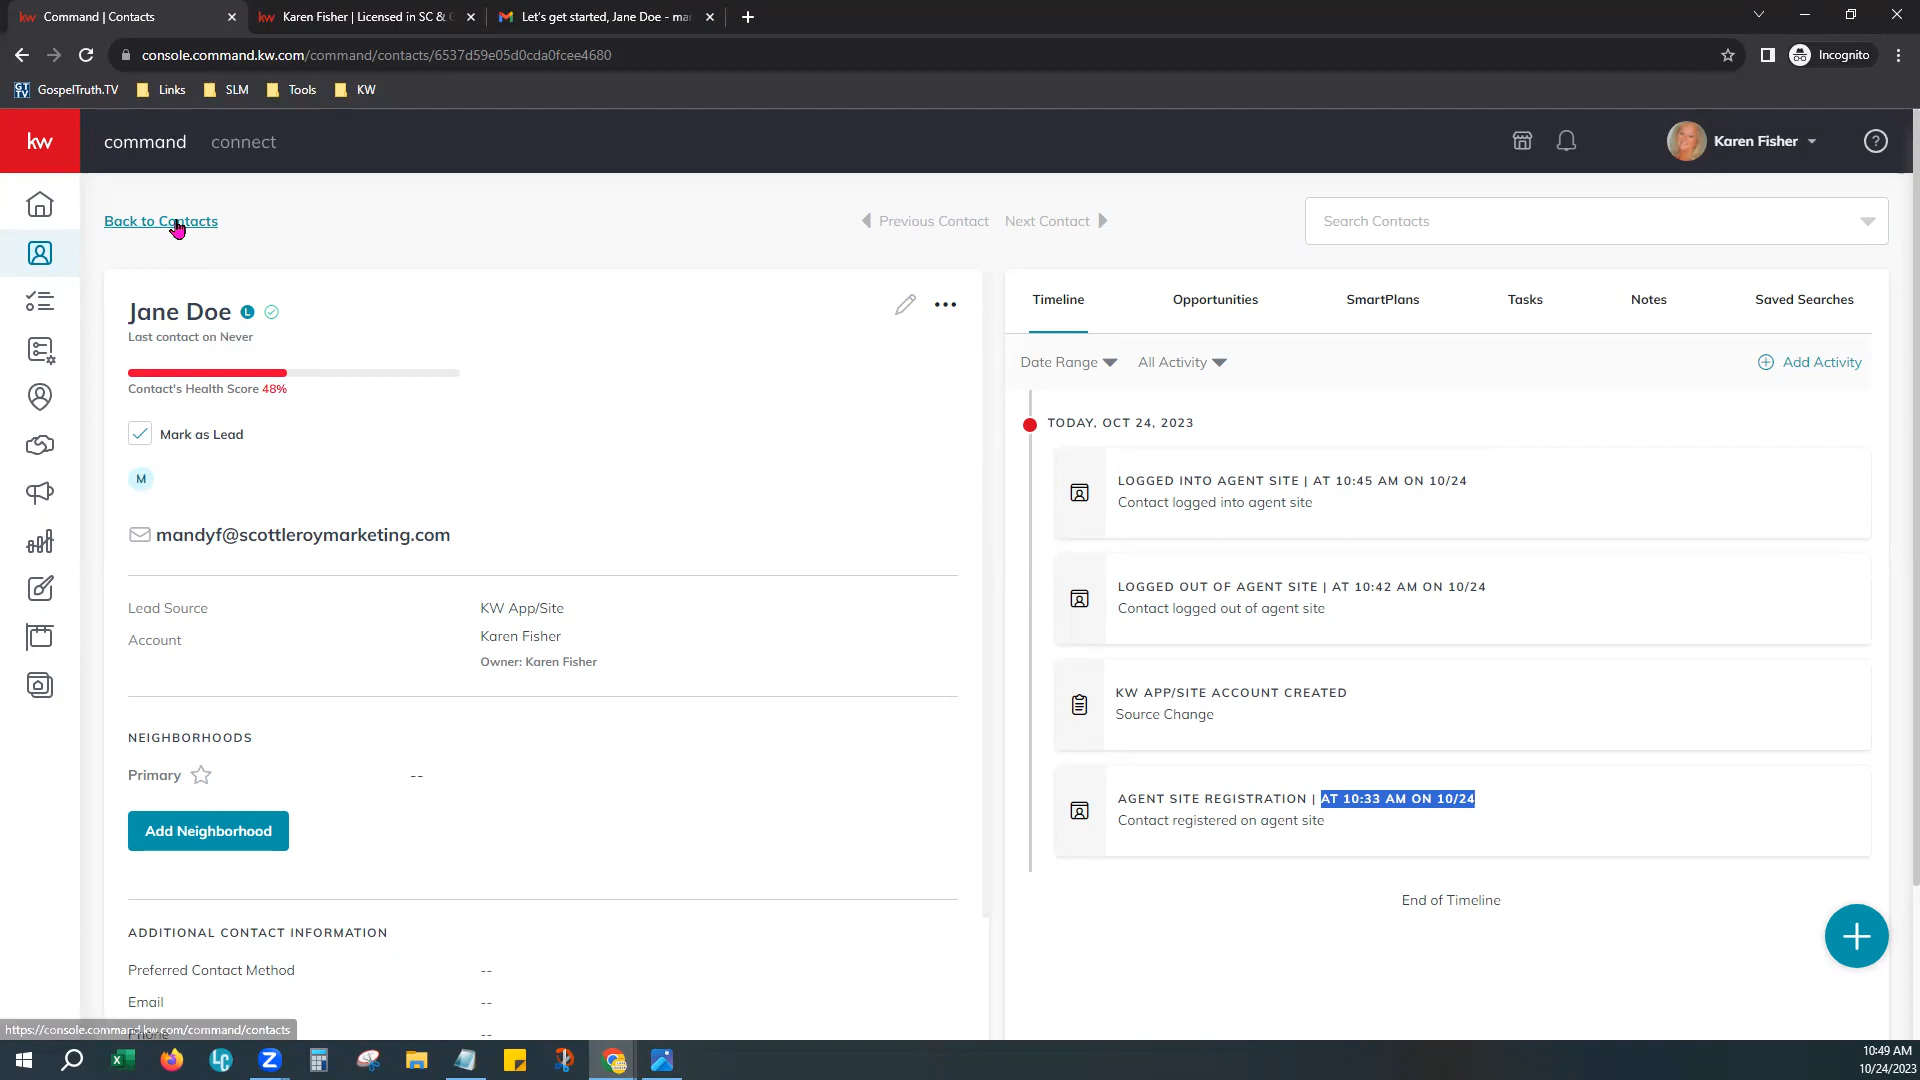 kw Command | Contacts
kw Karen Fisher | Licensed in SC &
Let's get started, Jane Doe - mar
console.command.kw.com/command/contacts/6537d59e05d0cda0fcee4680
Incognito
GT TV GospelTruth.TV
Links
SLM
Tools
KW
kw
command
connect
Karen Fisher
Back to Contacts
Previous Contact
Next Contact
Search Contacts
Jane Doe L
Last contact on Never
Contact's Health Score 48%
Mark as Lead
M
mandyf@scottleroymarketing.com
Lead Source
KW App/Site
Account
Karen Fisher
Owner: Karen Fisher
NEIGHBORHOODS
Primary
--
Add Neighborhood
ADDITIONAL CONTACT INFORMATION
Preferred Contact Method
--
Email
--
Phone
--
Timeline
Opportunities
SmartPlans
Tasks
Notes
Saved Searches
Date Range
All Activity
Add Activity
TODAY, OCT 24, 2023
LOGGED INTO AGENT SITE | AT 10:45 AM ON 10/24
Contact logged into agent site
LOGGED OUT OF AGENT SITE | AT 10:42 AM ON 10/24
Contact logged out of agent site
KW APP/SITE ACCOUNT CREATED
Source Change
AGENT SITE REGISTRATION | AT 10:33 AM ON 10/24
Contact registered on agent site
End of Timeline
https://console.command.kw.com/command/contacts
10:49 AM
10/24/2023